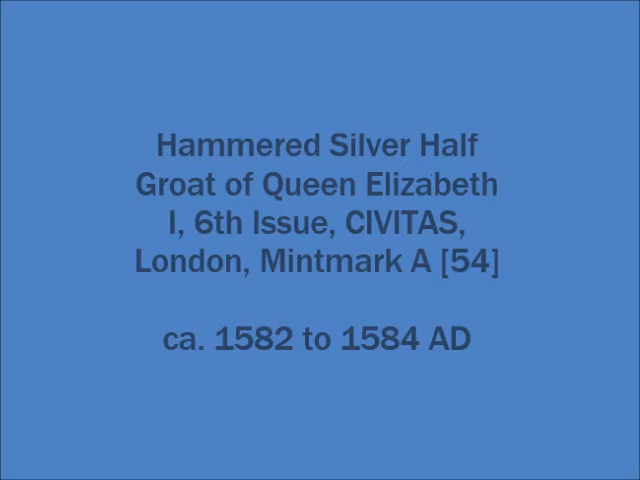 Hammered Silver Half
Groat of Queen Elizabeth
I, 6th Issue, CIVITAS,
London, Mintmark A [54]
ca. 1582 to 1584 AD